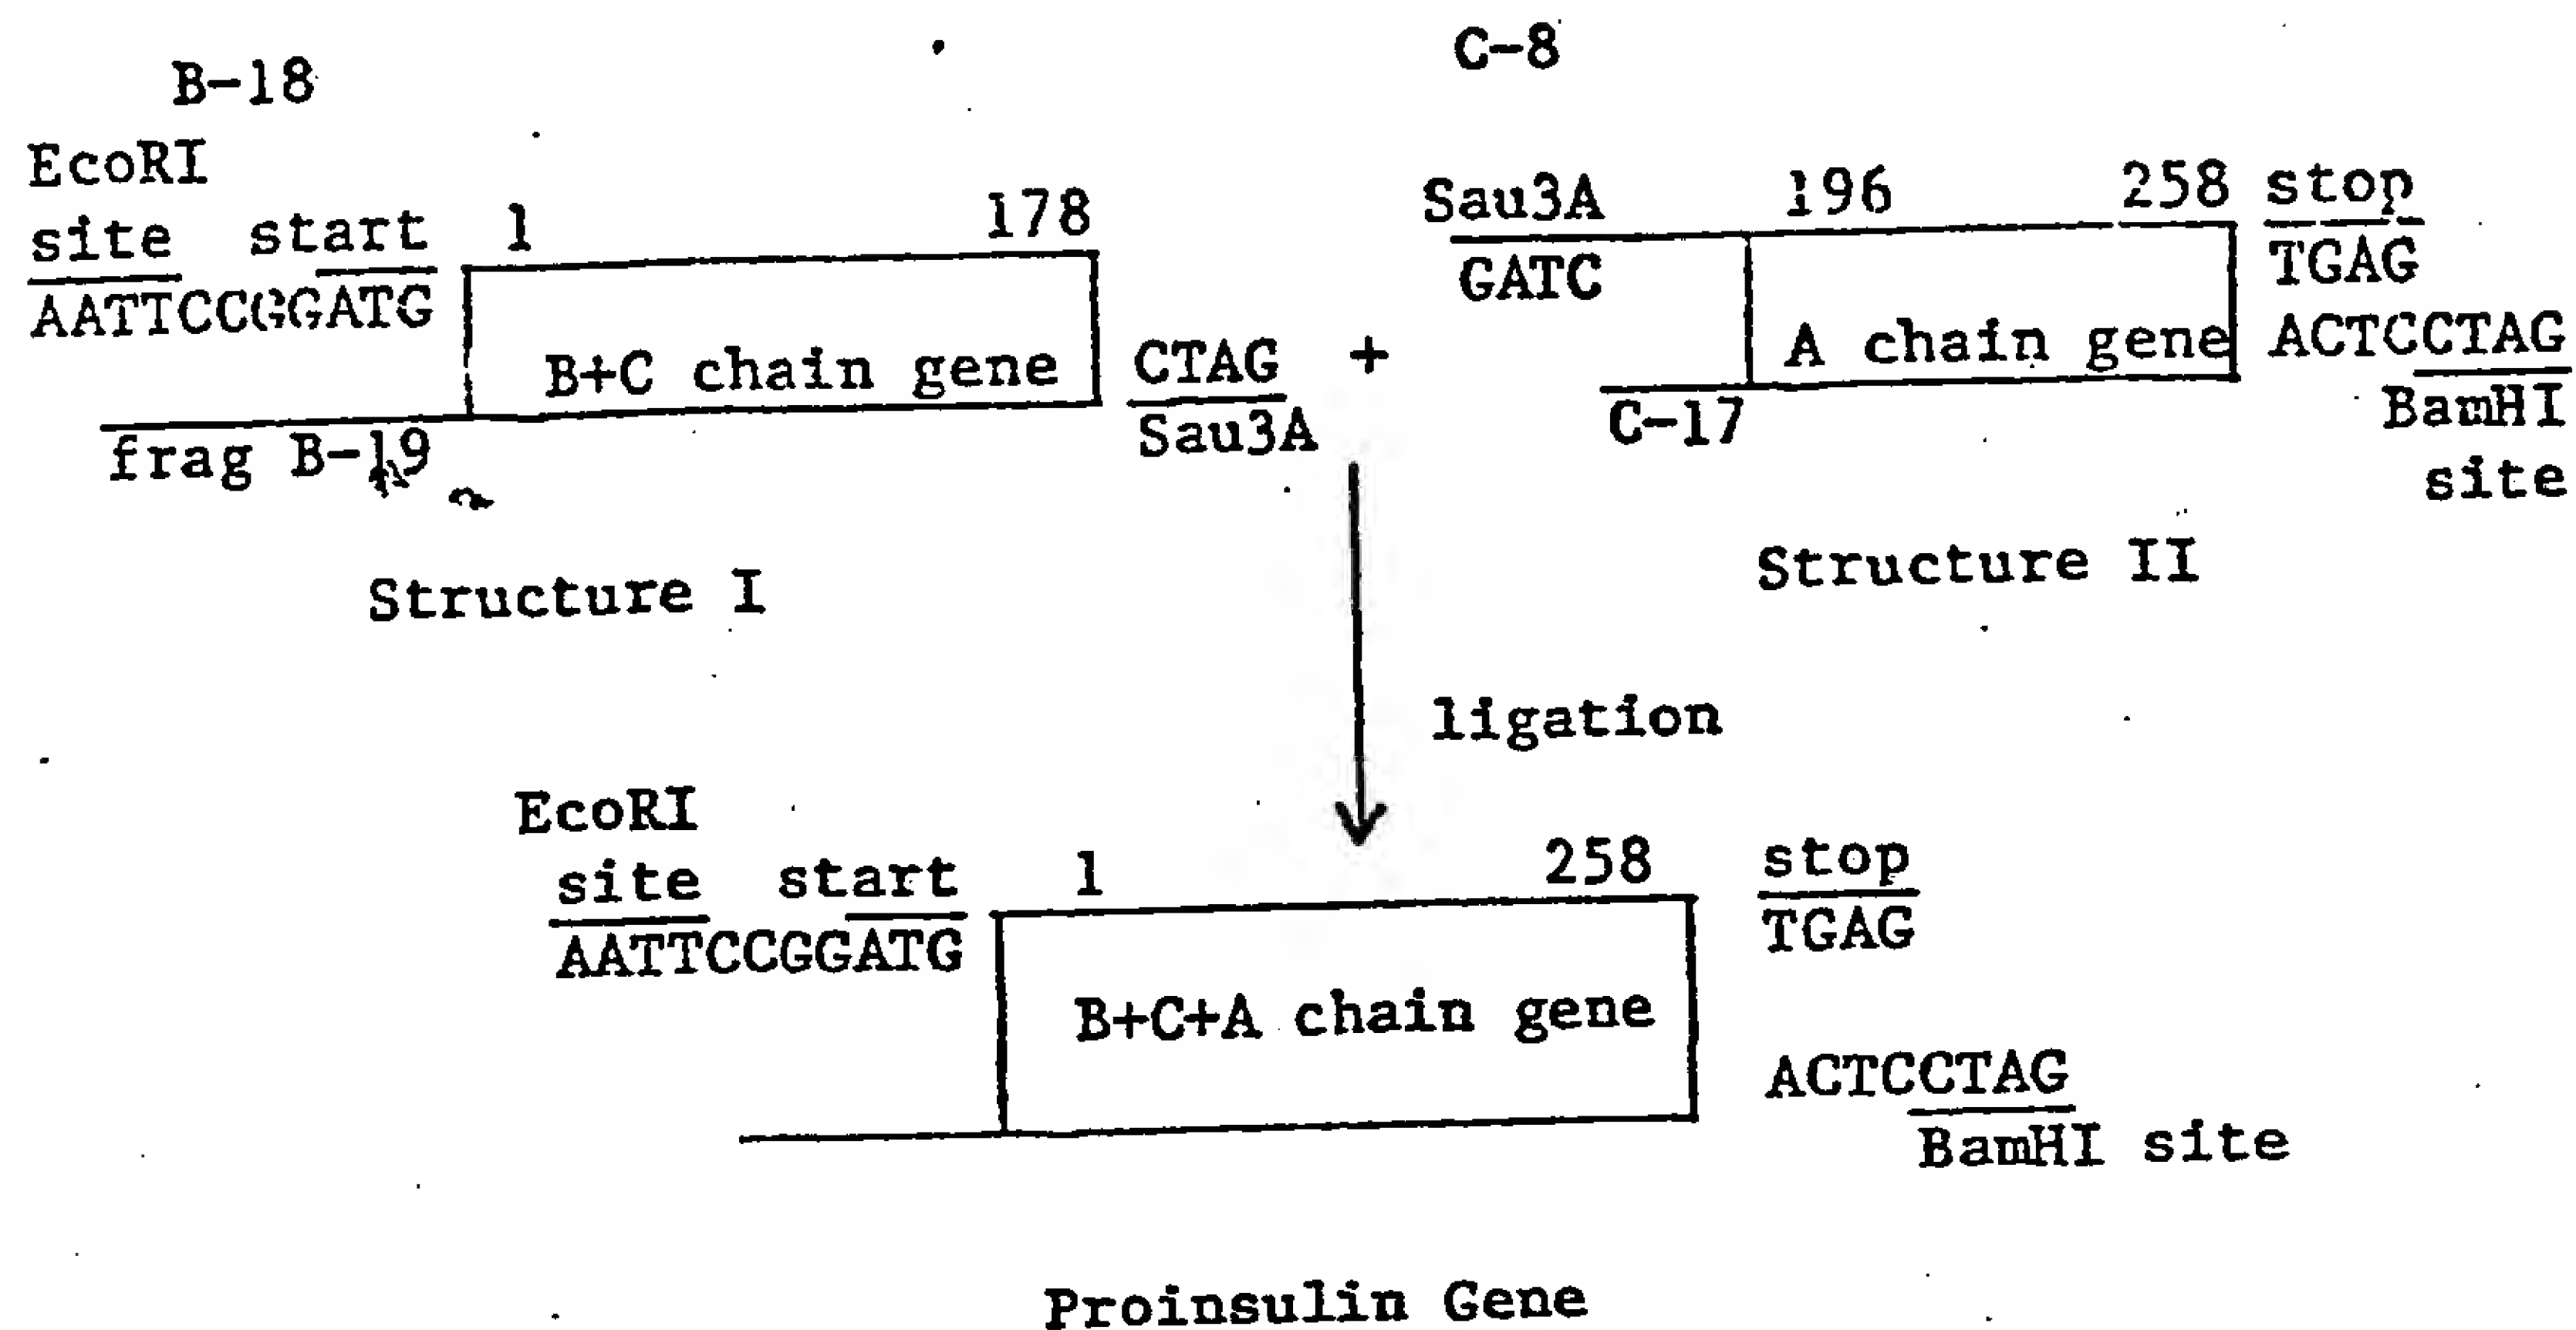 B-18
C-8
EcoRI
site start 1 178
AATTCCGGATG
B+C chain gene
CTAG
Sau3A
frag B-19
Structure I
+
Sau3A 196 258 stop
GATC
TGAG
A chain gene
ACTCCTAG
C-17
BamHI
site
Structure II
ligation
EcoRI
site start 1 258 stop
AATTCCGGATG
TGAG
B+C+A chain gene
ACTCCTAG
BamHI site
Proinsulin Gene